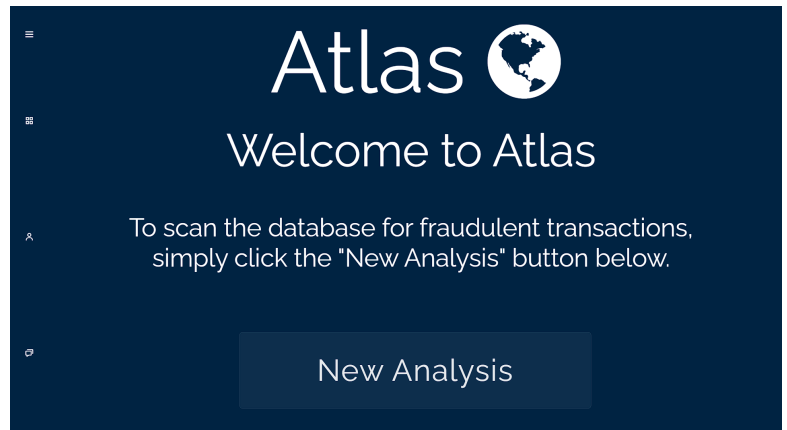 Atlas
Welcome to Atlas
To scan the database for fraudulent transactions,
simply click the "New Analysis" button below.
New Analysis